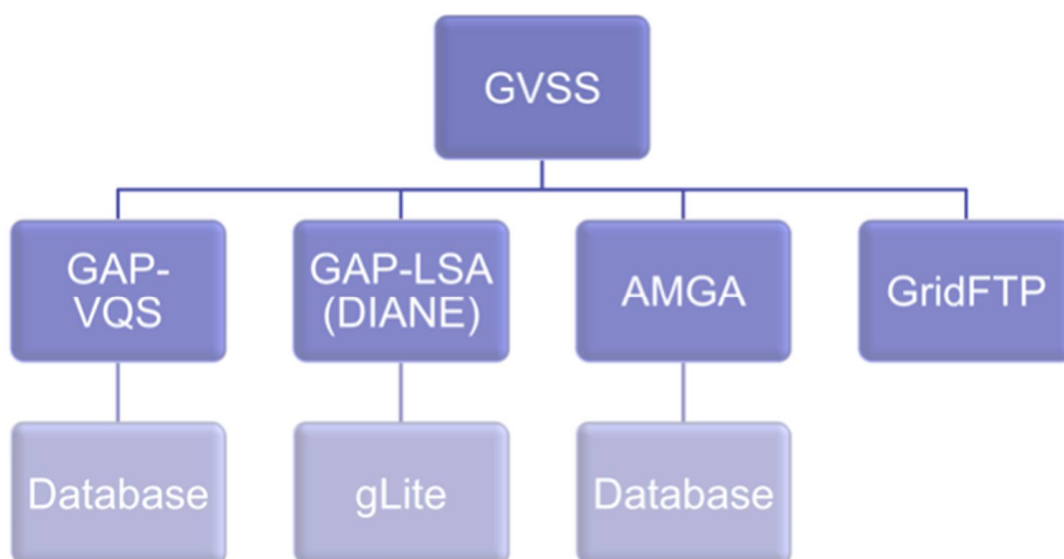 GVSS
GAP-
VQS
GAP-LSA
(DIANE)
AMGA
GridFTP
Database
gLite
Database